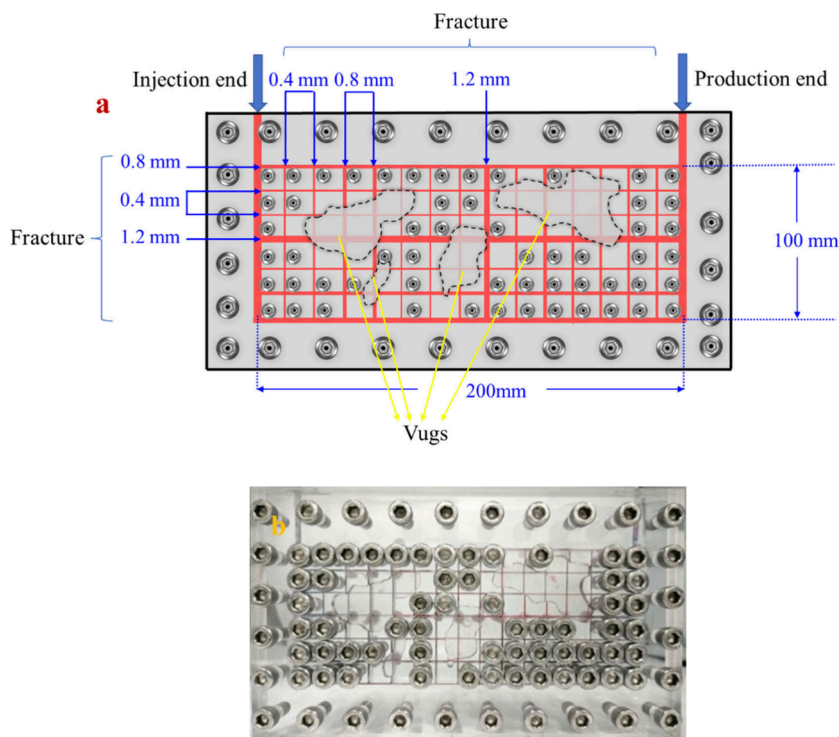 Fracture
Injection end
0.4 mm
0.8 mm
1.2 mm
Production end
a
0.8 mm
0.4 mm
1.2 mm
Fracture
100 mm
200mm
Vugs
b